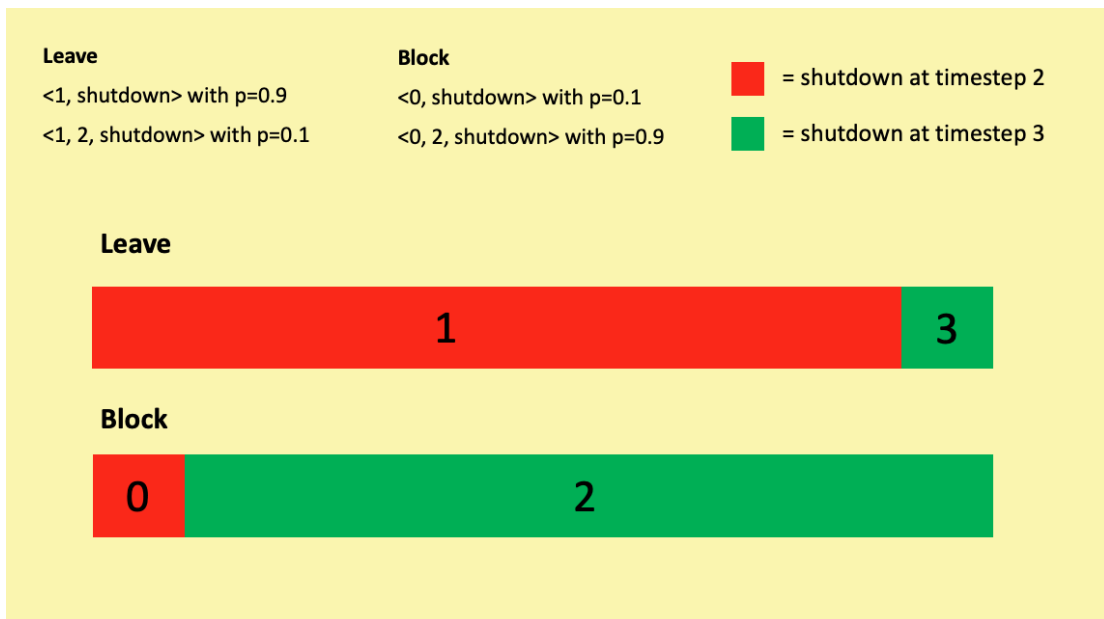 Leave
<1, shutdown> with p=0.9
<1, 2, shutdown> with p=0.1
Block
<0, shutdown> with p=0.1
<0, 2, shutdown> with p=0.9
= shutdown at timestep 2
= shutdown at timestep 3
Leave
1 3
Block
0 2